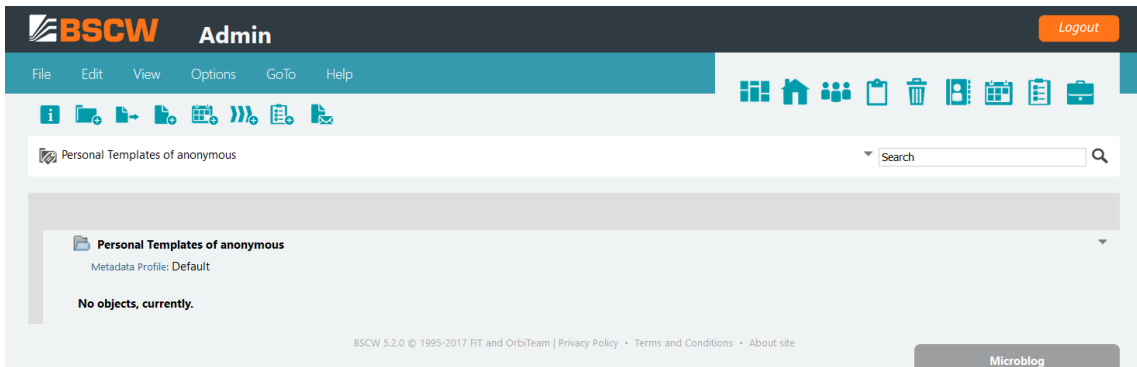 BSCW Admin Logout
File Edit View Options GoTo Help
Personal Templates of anonymous Search
Personal Templates of anonymous
Metadata Profile: Default
No objects, currently.
BSCW 5.2.0 © 1995-2017 FIT and OrbiTeam | Privacy Policy • Terms and Conditions • About site
Microblog